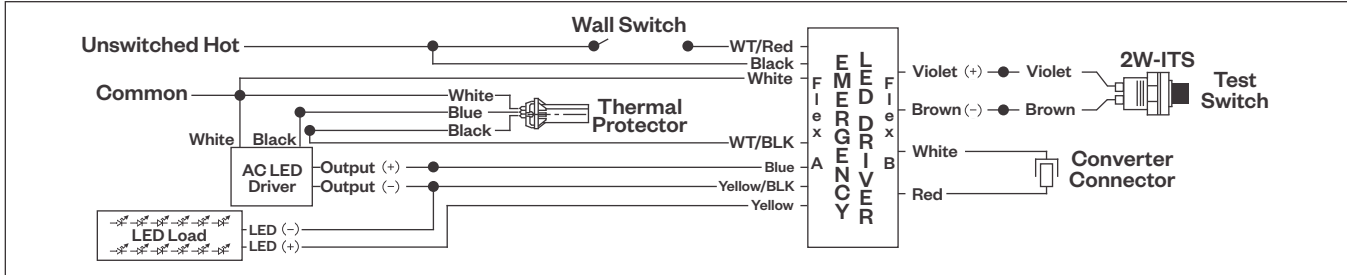 Wall Switch
Unswitched Hot
WT/Red
Black
White
Common
White
Blue
Black
Thermal
Protector
White
Black
WT/BLK
AC LED
Driver
Output (+)
Output (-)
Blue
Yellow/BLK
Yellow
LED Load
LED (-)
LED (+)
Flex A
EMERGENCY
LED DRIVER
Flex B
Violet (+)
Violet
Brown (-)
Brown
2W-ITS
Test
Switch
White
Red
Converter
Connector